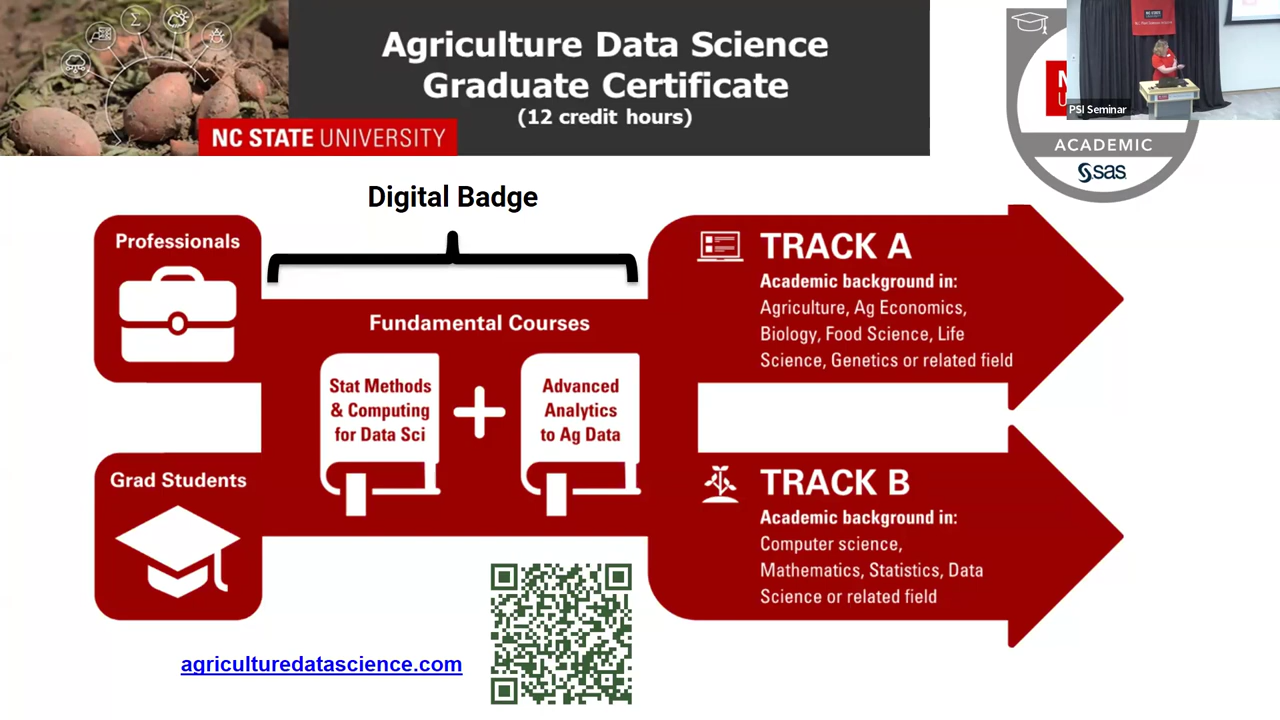 Agriculture Data Science
Graduate Certificate
(12 credit hours)
NC STATE UNIVERSITY
PSI Seminar
ACADEMIC
sas
Digital Badge
Professionals
Fundamental Courses
Stat Methods
& Computing
for Data Sci
Advanced
Analytics
to Ag Data
Grad Students
TRACK A
Academic background in:
Agriculture, Ag Economics,
Biology, Food Science, Life
Science, Genetics or related field
TRACK B
Academic background in:
Computer science,
Mathematics, Statistics, Data
Science or related field
agriculturedatascience.com